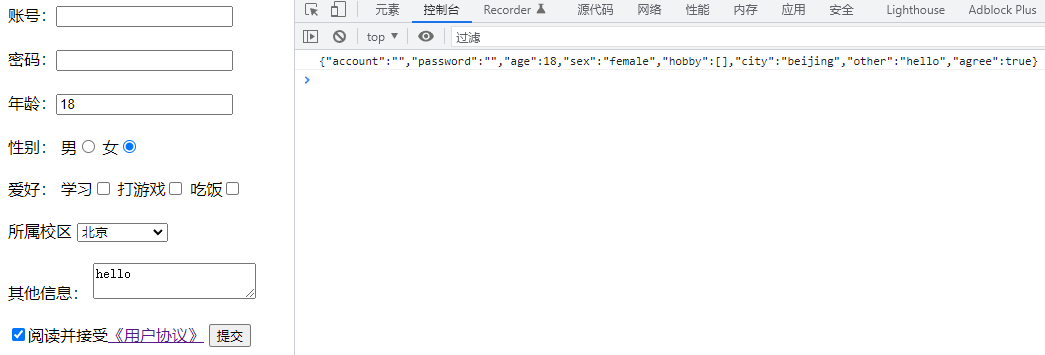 账号：
密码：
年龄： 18
性别： 男 女
爱好： 学习 打游戏 吃饭
所属校区 北京
其他信息： hello
阅读并接受《用户协议》 提交
元素 控制台 Recorder 源代码 网络 性能 内存 应用 安全 Lighthouse Adblock Plus
top 过滤
{"account":"","password":"","age":18,"sex":"female","hobby":[],"city":"beijing","other":"hello","agree":true}